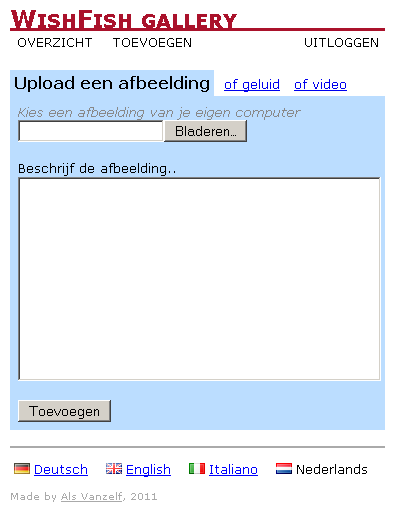 WishFish gallery
OVERZICHT TOEVOEGEN UITLOGGEN
Upload een afbeelding of geluid of video
Kies een afbeelding van je eigen computer
Bladeren...
Beschrijf de afbeelding..
Toevoegen
Deutsch English Italiano Nederlands
Made by Als Vanzelf, 2011